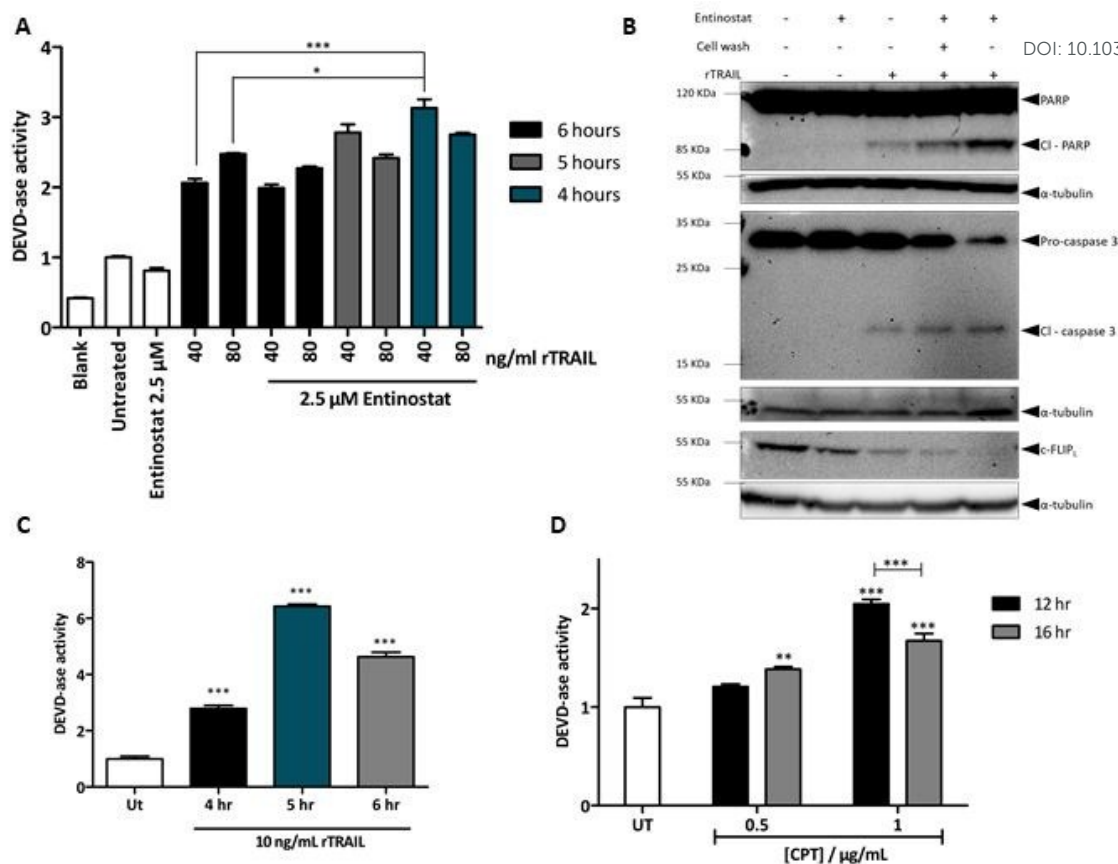 A
DEVD-ase activity
4
3
2
1
0
***
*
6 hours
5 hours
4 hours
Blank
Untreated
Entinostat 2.5 µM
40
80
40
80
40
80
40
80
ng/ml rTRAIL
2.5 µM Entinostat
B
Entinostat - + - + +
Cell wash - - - + -
rTRAIL - - + + +
DOI: 10.103
120 KDa
PARP
85 KDa
Cl - PARP
55 KDa
α-tubulin
35 KDa
Pro-caspase 3
25 KDa
Cl - caspase 3
15 KDa
55 KDa
α-tubulin
55 KDa
c-FLIPL
55 KDa
α-tubulin
C
DEVD-ase activity
8
6
4
2
0
***
***
***
Ut
4 hr
5 hr
6 hr
10 ng/mL rTRAIL
D
DEVD-ase activity
2
1
0
**
***
***
***
12 hr
16 hr
UT
0.5
1
[CPT] / µg/mL